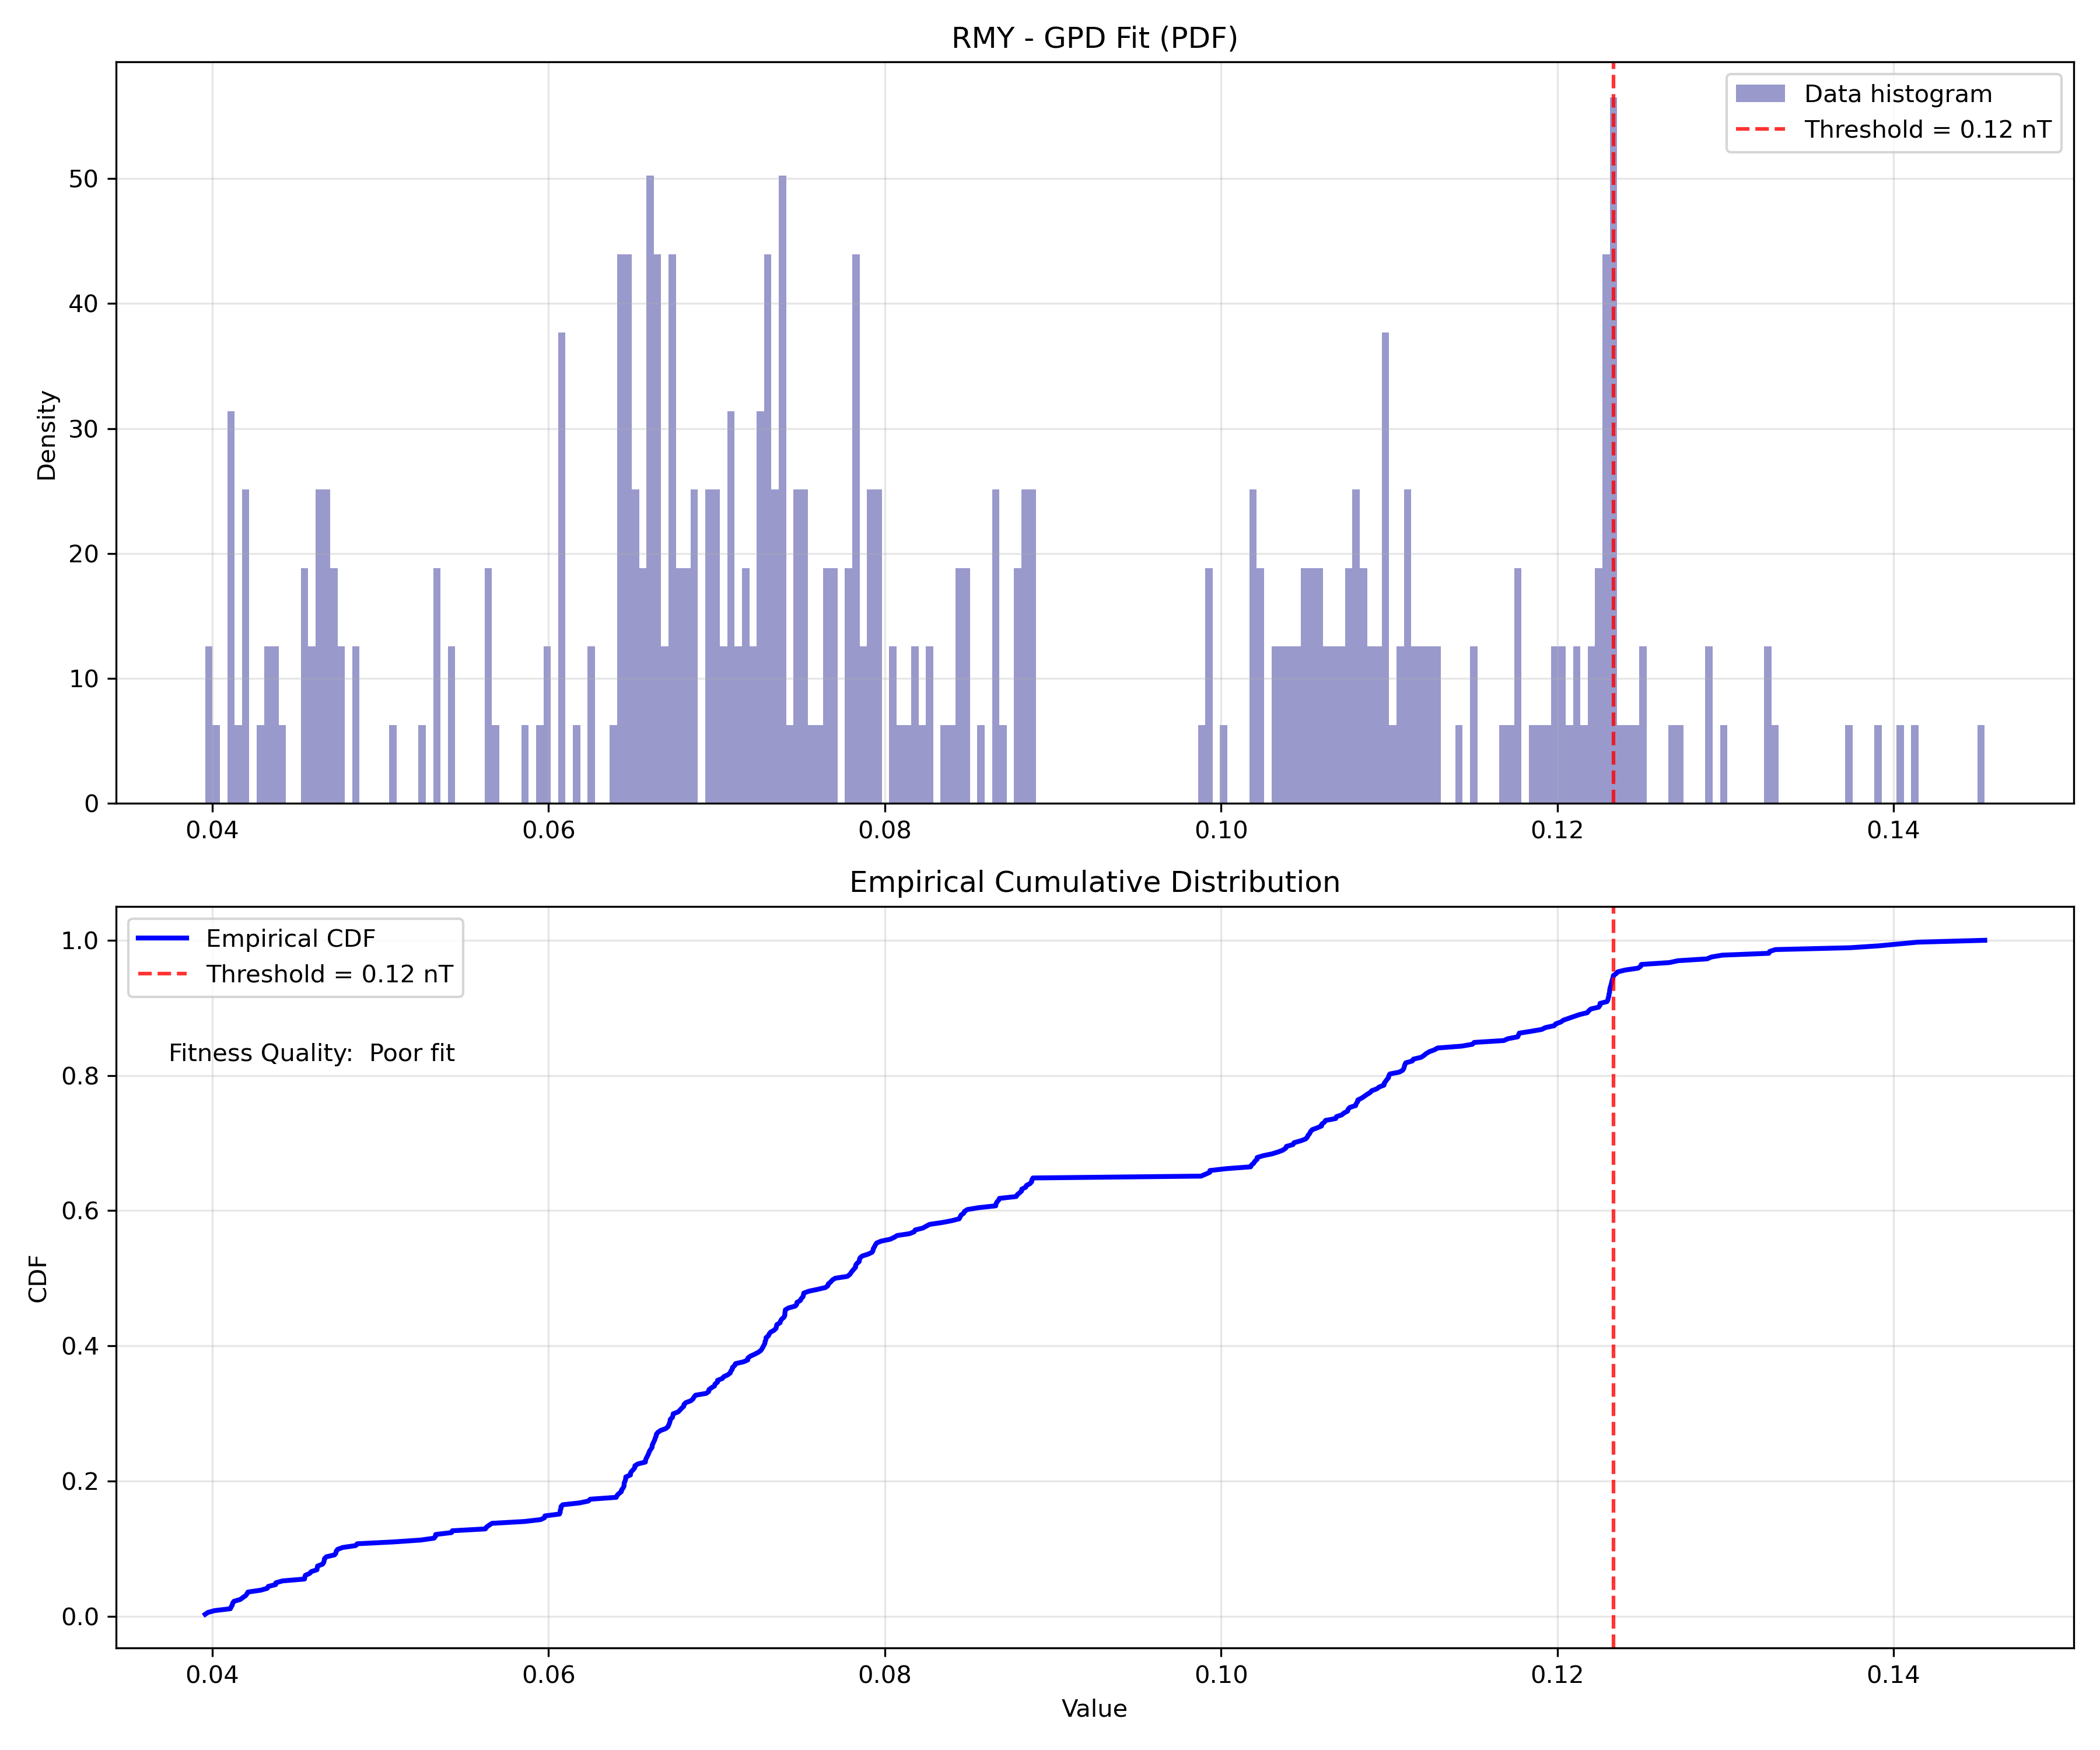 RMY - GPD Fit (PDF)
Data histogram
Threshold = 0.12 nT
Density
50
40
30
20
10
0
0.04 0.06 0.08 0.10 0.12 0.14
Empirical Cumulative Distribution
Empirical CDF
Threshold = 0.12 nT
Fitness Quality:  Poor fit
CDF
1.0
0.8
0.6
0.4
0.2
0.0
0.04 0.06 0.08 0.10 0.12 0.14
Value